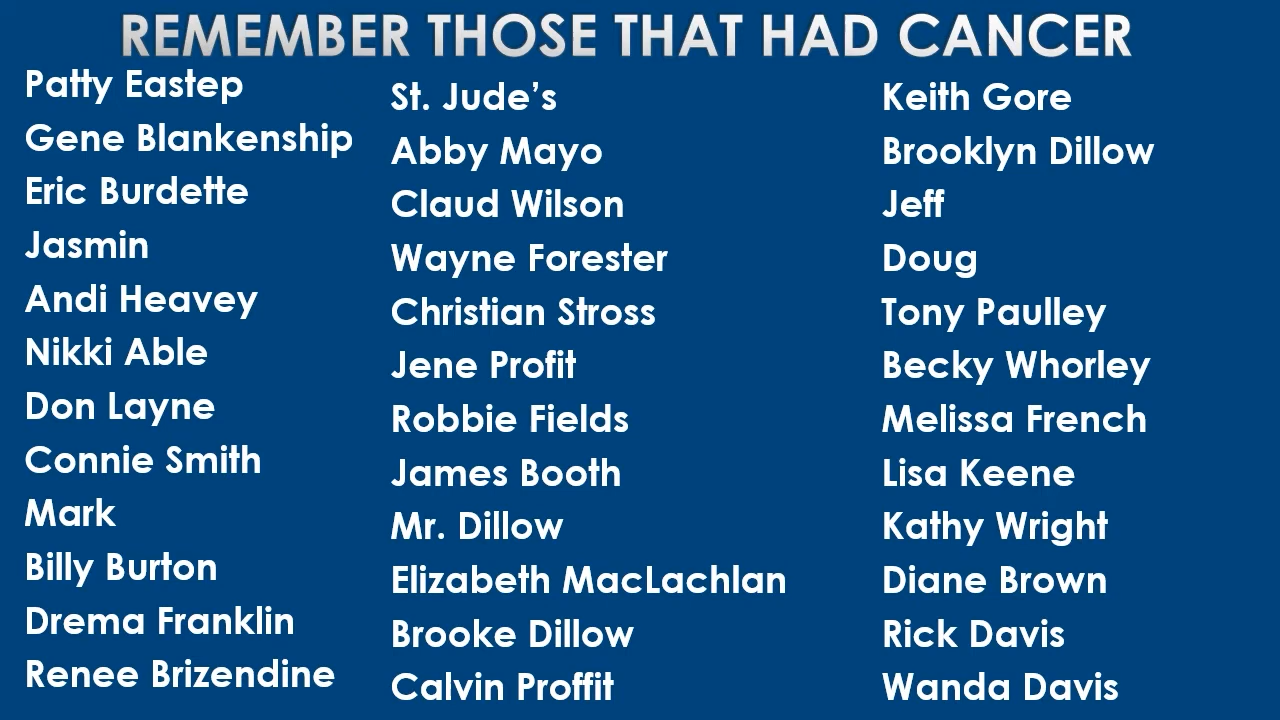 REMEMBER THOSE THAT HAD CANCER
Patty Eastep
Gene Blankenship
Eric Burdette
Jasmin
Andi Heavey
Nikki Able
Don Layne
Connie Smith
Mark
Billy Burton
Drema Franklin
Renee Brizendine
St. Jude’s
Abby Mayo
Claud Wilson
Wayne Forester
Christian Stross
Jene Profit
Robbie Fields
James Booth
Mr. Dillow
Elizabeth MacLachlan
Brooke Dillow
Calvin Proffit
Keith Gore
Brooklyn Dillow
Jeff
Doug
Tony Paulley
Becky Whorley
Melissa French
Lisa Keene
Kathy Wright
Diane Brown
Rick Davis
Wanda Davis